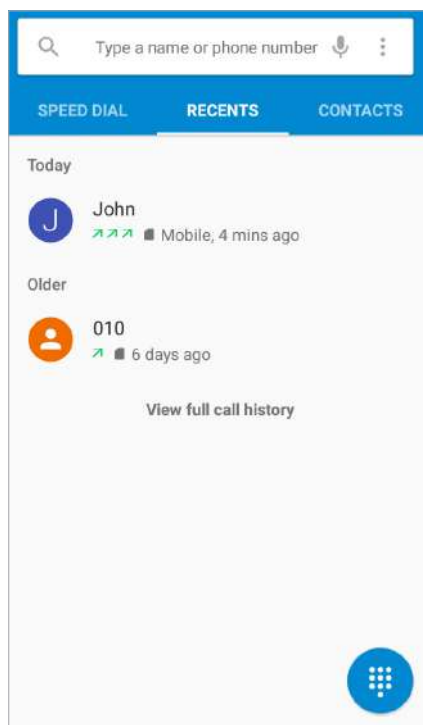 Type a name or phone number
SPEED DIAL RECENTS CONTACTS
Today
J John
Mobile, 4 mins ago
Older
010
6 days ago
View full call history